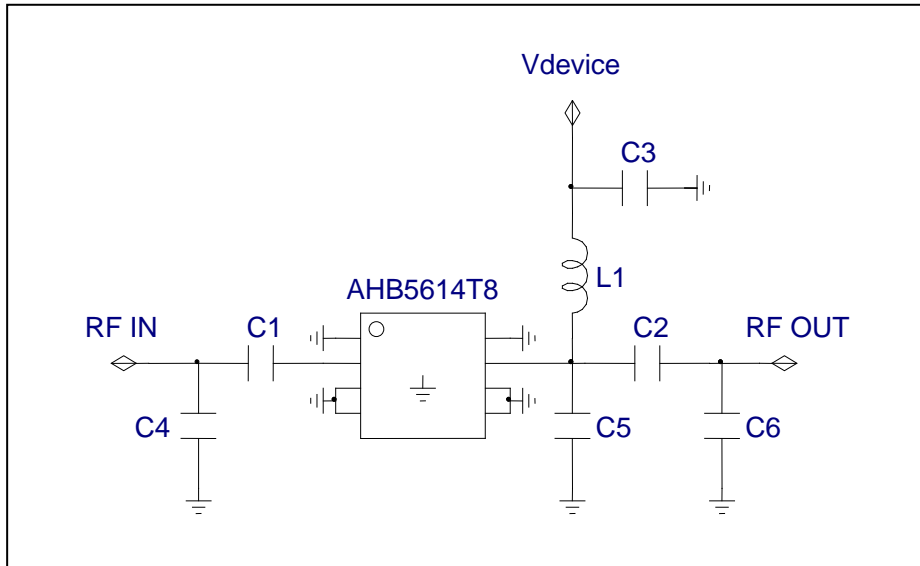 Vdevice
C3
L1
AHB5614T8
RF IN
C1
C2
RF OUT
C4
C5
C6